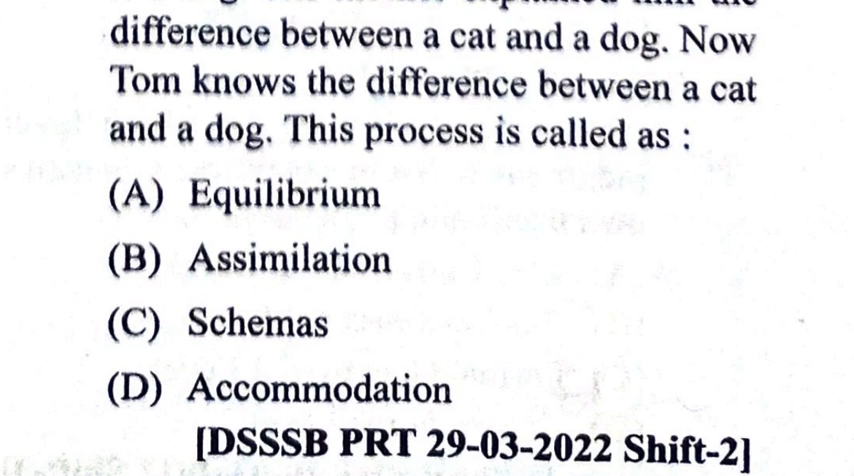 difference between a cat and a dog. Now
Tom knows the difference between a cat
and a dog. This process is called as :
(A) Equilibrium
(B) Assimilation
(C) Schemas
(D) Accommodation
[DSSSB PRT 29-03-2022 Shift-2]